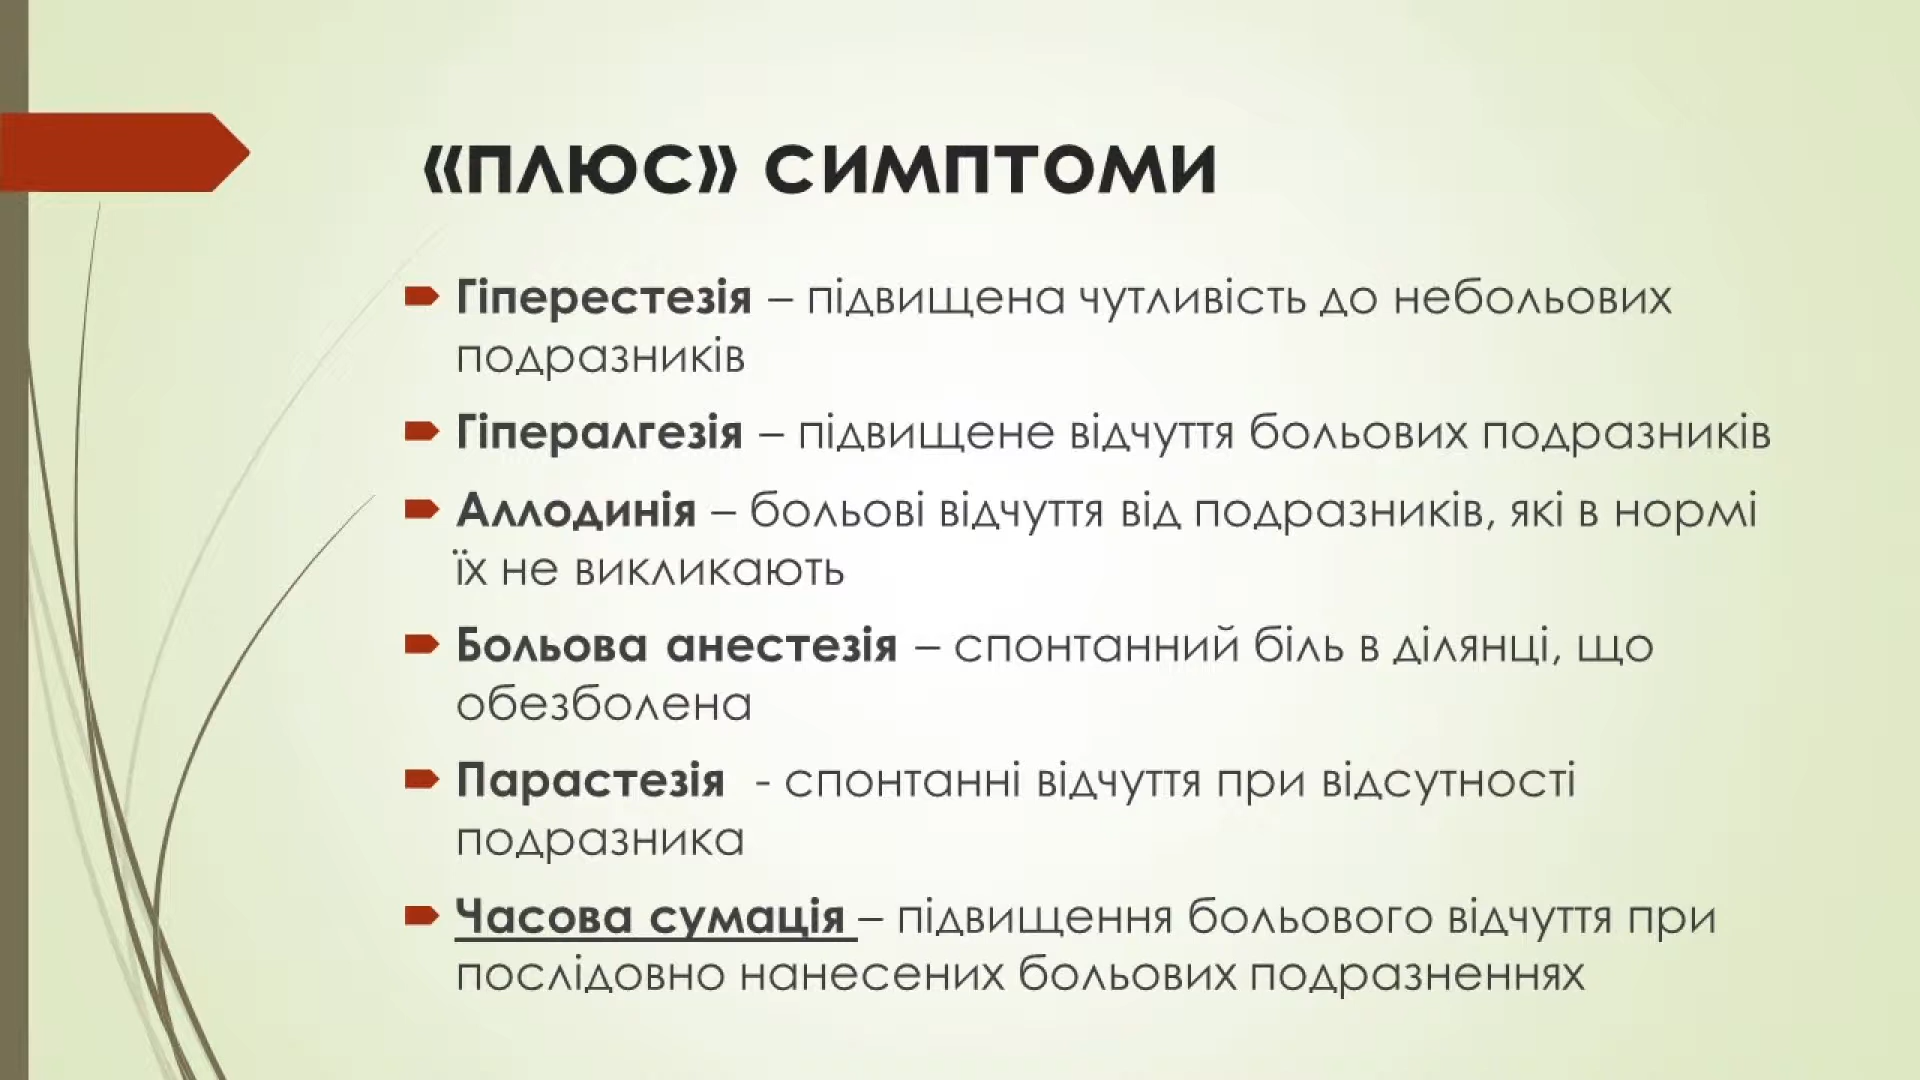 «ПЛЮС» СИМПТОМИ
Гіперестезія – підвищена чутливість до небольових
подразників
Гіпералгезія – підвищене відчуття больових подразників
Аллодинія – больові відчуття від подразників, які в нормі
їх не викликають
Больова анестезія – спонтанний біль в ділянці, що
обезболена
Парастезія - спонтанні відчуття при відсутності
подразника
Часова сумація – підвищення больового відчуття при
послідовно нанесених больових подразненнях